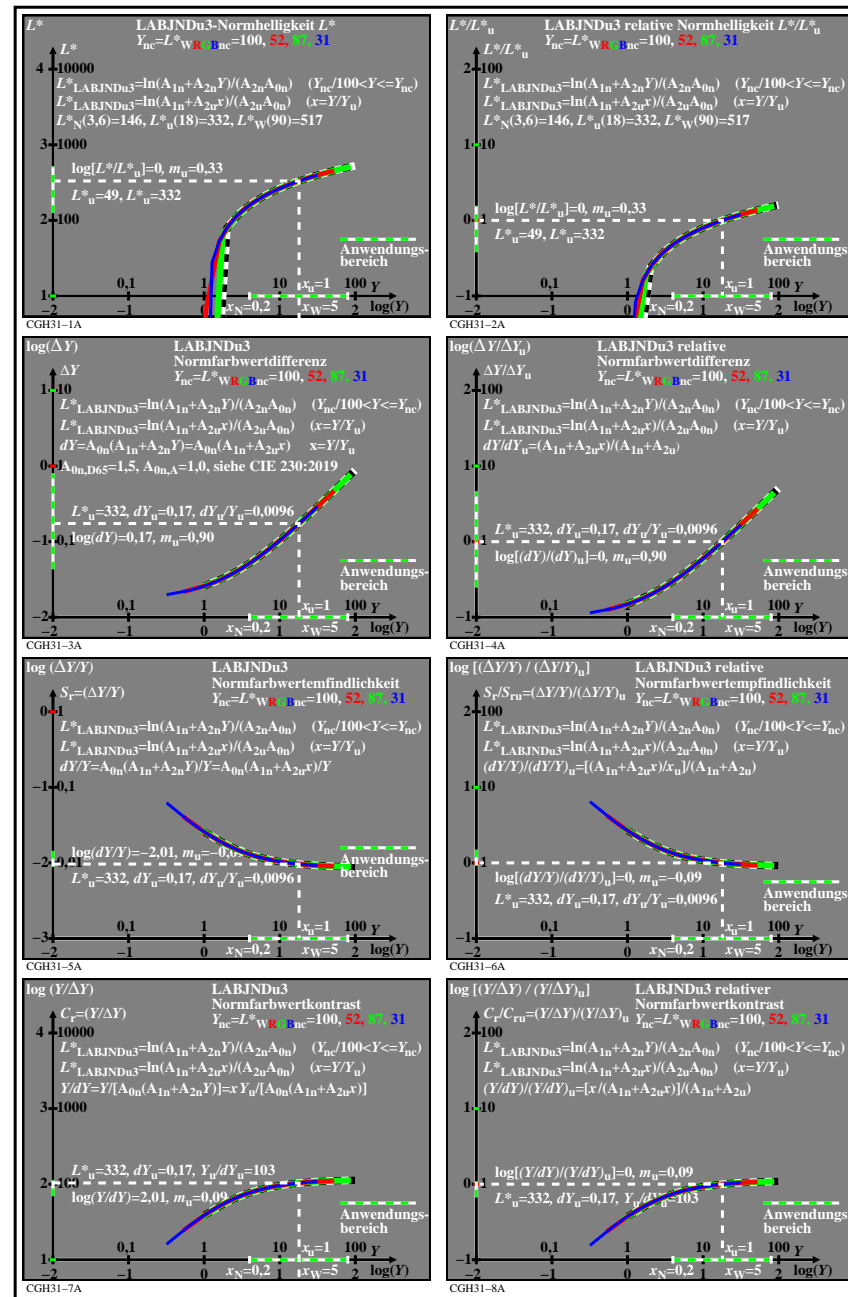 L* LABJNDu3-Normhelligkeit L*
Ync=L*WRGBnc=100, 52, 87, 31
L*
4 10000
L*LABJNDu3=ln(A1n+A2nY)/(A2nA0n) (Ync/100<Y<=Ync)
L*LABJNDu3=ln(A1n+A2ux)/(A2uA0n) (x=Y/Yu)
L*N(3,6)=146, L*u(18)=332, L*W(90)=517
3 1000
log[L*/L*u]=0, mu=0,33
L*u=49, L*u=332
2 100
Anwendungs-
bereich
1 0,1 1 10 xu=1 100 Y
−2 −1 0 xN=0,2 xW=5 2 log(Y)
CGH31−1A
L*/L*u LABJNDu3 relative Normhelligkeit L*/L*u
Ync=L*WRGBnc=100, 52, 87, 31
L*/L*u
2 100
L*LABJNDu3=ln(A1n+A2nY)/(A2nA0n) (Ync/100<Y<=Ync)
L*LABJNDu3=ln(A1n+A2ux)/(A2uA0n) (x=Y/Yu)
L*N(3,6)=146, L*u(18)=332, L*W(90)=517
1 10
log[L*/L*u]=0, mu=0,33
0 1
L*u=49, L*u=332
Anwendungs-
bereich
−1 0,1 1 10 xu=1 100 Y
−2 −1 0 xN=0,2 xW=5 2 log(Y)
CGH31−2A
log(ΔY) LABJNDu3
Normfarbwertdifferenz
ΔY Ync=L*WRGBnc=100, 52, 87, 31
1 10
L*LABJNDu3=ln(A1n+A2nY)/(A2nA0n) (Ync/100<Y<=Ync)
L*LABJNDu3=ln(A1n+A2ux)/(A2uA0n) (x=Y/Yu)
dY=A0n(A1n+A2nY)=A0n(A1n+A2ux) x=Y/Yu
0 1 A0n,D65=1,5, A0n,A=1,0, siehe CIE 230:2019
L*u=332, dYu=0,17, dYu/Yu=0,0096
−1 0,1 log(dY)=0,17, mu=0,90
Anwendungs-
bereich
−2 0,1 1 10 xu=1 100 Y
−2 −1 0 xN=0,2 xW=5 2 log(Y)
CGH31−3A
log(ΔY/ΔYu) LABJNDu3 relative
Normfarbwertdifferenz
ΔY/ΔYu Ync=L*WRGBnc=100, 52, 87, 31
2 100
L*LABJNDu3=ln(A1n+A2nY)/(A2nA0n) (Ync/100<Y<=Ync)
L*LABJNDu3=ln(A1n+A2ux)/(A2uA0n) (x=Y/Yu)
dY/dYu=(A1n+A2ux)/(A1n+A2u)
1 10
L*u=332, dYu=0,17, dYu/Yu=0,0096
0 1
log[(dY)/(dY)u]=0, mu=0,90
Anwendungs-
bereich
−1 0,1 1 10 xu=1 100 Y
−2 −1 0 xN=0,2 xW=5 2 log(Y)
CGH31−4A
log (ΔY/Y) LABJNDu3
Normfarbwertemfindlichkeit
Sr=(ΔY/Y) Ync=L*WRGBnc=100, 52, 87, 31
0 1
L*LABJNDu3=ln(A1n+A2nY)/(A2nA0n) (Ync/100<Y<=Ync)
L*LABJNDu3=ln(A1n+A2ux)/(A2uA0n) (x=Y/Yu)
dY/Y=A0n(A1n+A2nY)/Y=A0n(A1n+A2ux)/Y
−1 0,1
log(dY/Y)=−2,01, mu=−0,0
−2 0,01
L*u=332, dYu=0,17, dYu/Yu=0,0096
Anwendungs-
bereich
−3 0,1 1 10 xu=1 100 Y
−2 −1 0 xN=0,2 xW=5 2 log(Y)
CGH31−5A
log [(ΔY/Y) / (ΔY/Y)u] LABJNDu3 relative
Normfarbwertempfindlichkeit
Sr/Sru=(ΔY/Y)/(ΔY/Y)u Ync=L*WRGBnc=100, 52, 87, 31
2 100
L*LABJNDu3=ln(A1n+A2nY)/(A2nA0n) (Ync/100<Y<=Ync)
L*LABJNDu3=ln(A1n+A2ux)/(A2uA0n) (x=Y/Yu)
(dY/Y)/(dY/Y)u=[(A1n+A2ux)/xu]/(A1n+A2u)
1 10
0 1
log[(dY/Y)/(dY/Y)u]=0, mu=−0,09
L*u=332, dYu=0,17, dYu/Yu=0,0096
Anwendungs-
bereich
−1 0,1 1 10 xu=1 100 Y
−2 −1 0 xN=0,2 xW=5 2 log(Y)
CGH31−6A
log (Y/ΔY) LABJNDu3
Normfarbwertkontrast
Cr=(Y/ΔY) Ync=L*WRGBnc=100, 52, 87, 31
4 10000
L*LABJNDu3=ln(A1n+A2nY)/(A2nA0n) (Ync/100<Y<=Ync)
L*LABJNDu3=ln(A1n+A2ux)/(A2uA0n) (x=Y/Yu)
Y/dY=Y/[A0n(A1n+A2nY)]=x Yu/[A0n(A1n+A2ux)]
3 1000
L*u=332, dYu=0,17, Yu/dYu=103
2 100
log(Y/dY)=2,01, mu=0,09
Anwendungs-
bereich
1 0,1 1 10 xu=1 100 Y
−2 −1 0 xN=0,2 xW=5 2 log(Y)
CGH31−7A
log [(Y/ΔY) / (Y/ΔY)u] LABJNDu3 relativer
Normfarbwertkontrast
Cr/Cru=(Y/ΔY)/(Y/ΔY)u Ync=L*WRGBnc=100, 52, 87, 31
2 100
L*LABJNDu3=ln(A1n+A2nY)/(A2nA0n) (Ync/100<Y<=Ync)
L*LABJNDu3=ln(A1n+A2ux)/(A2uA0n) (x=Y/Yu)
(Y/dY)/(Y/dY)u=[x/(A1n+A2ux)]/(A1n+A2u)
1 10
log[(Y/dY)/(Y/dY)u]=0, mu=0,09
0 1
L*u=332, dYu=0,17, Yu/dYu=103
Anwendungs-
bereich
−1 0,1 1 10 xu=1 100 Y
−2 −1 0 xN=0,2 xW=5 2 log(Y)
CGH31−8A